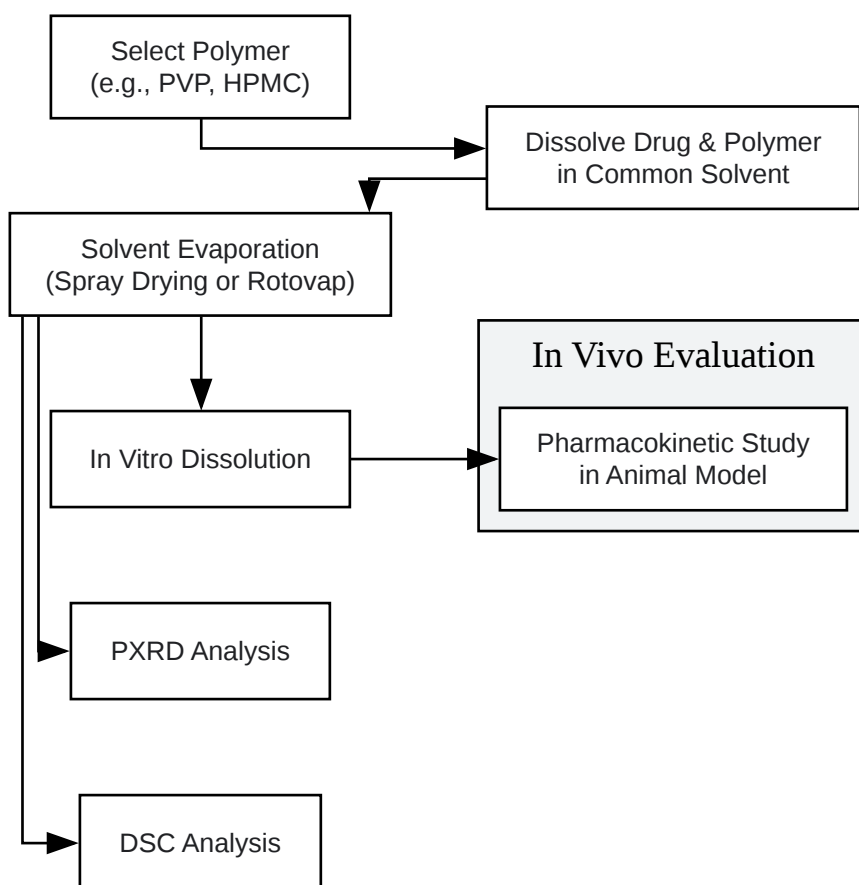 Select Polymer
(e.g., PVP, HPMC)
Dissolve Drug & Polymer
in Common Solvent
Solvent Evaporation
(Spray Drying or Rotovap)
In Vivo Evaluation
In Vitro Dissolution
Pharmacokinetic Study
in Animal Model
PXRD Analysis
DSC Analysis